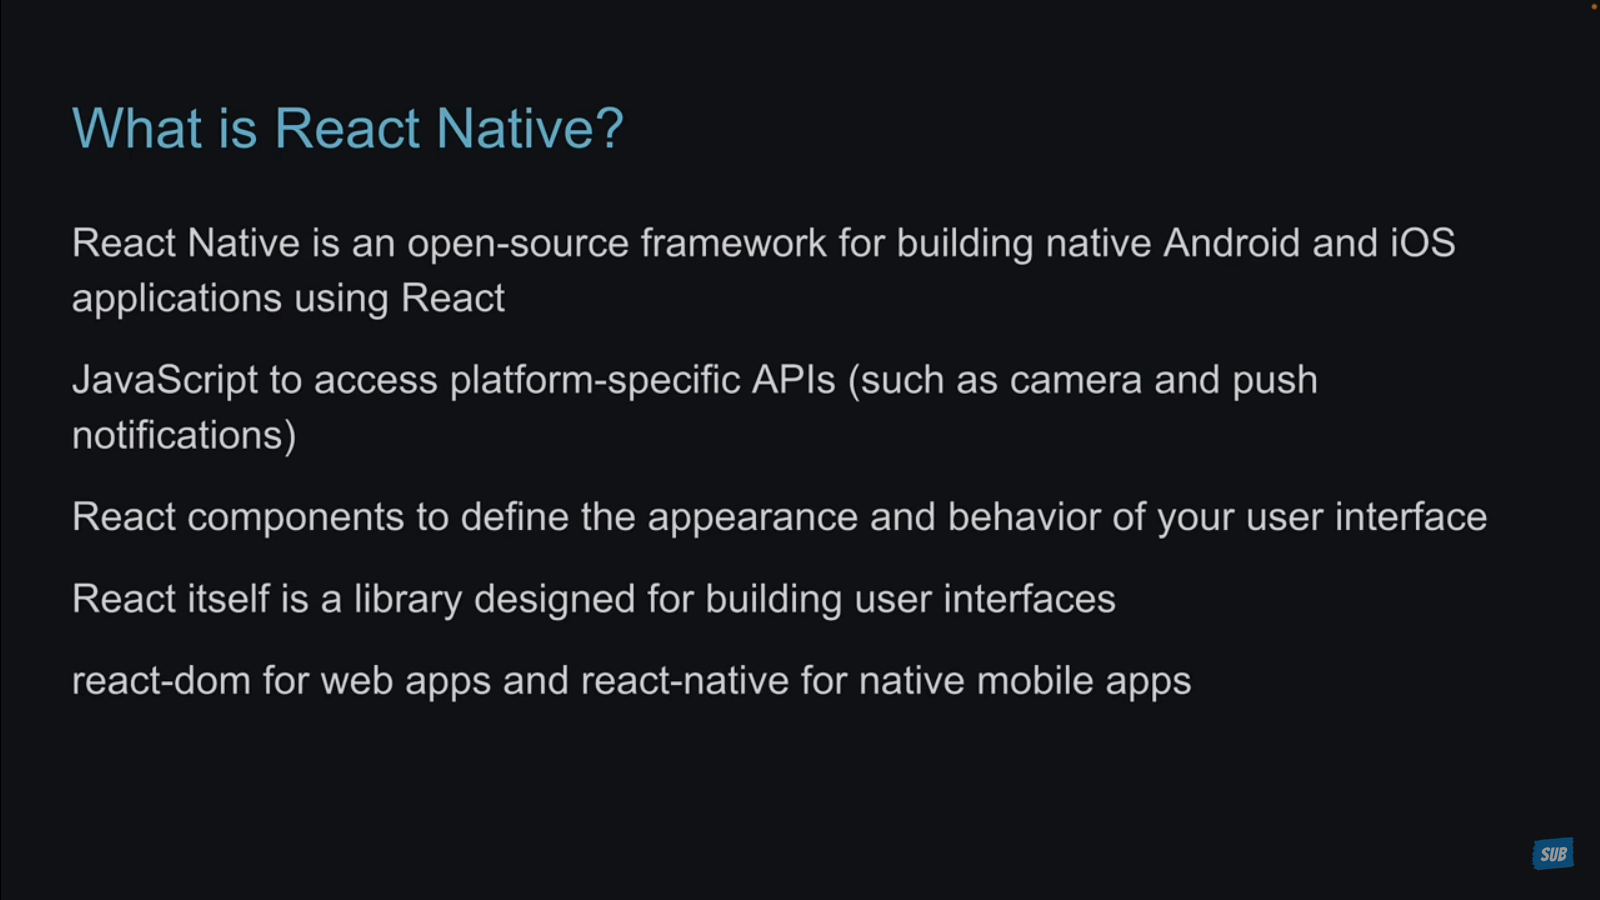 What is React Native?
React Native is an open-source framework for building native Android and iOS
applications using React
JavaScript to access platform-specific APIs (such as camera and push
notifications)
React components to define the appearance and behavior of your user interface
React itself is a library designed for building user interfaces
react-dom for web apps and react-native for native mobile apps
SUB